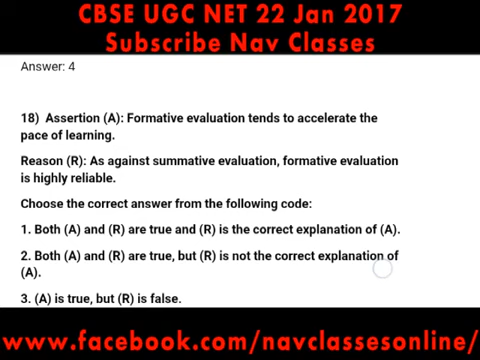 CBSE UGC NET 22 Jan 2017
Subscribe Nav Classes
Answer: 4
18)  Assertion (A): Formative evaluation tends to accelerate the
pace of learning.
Reason (R): As against summative evaluation, formative evaluation
is highly reliable.
Choose the correct answer from the following code:
1. Both (A) and (R) are true and (R) is the correct explanation of (A).
2. Both (A) and (R) are true, but (R) is not the correct explanation of
(A).
3. (A) is true, but (R) is false.
www.facebook.com/navclassesonline/